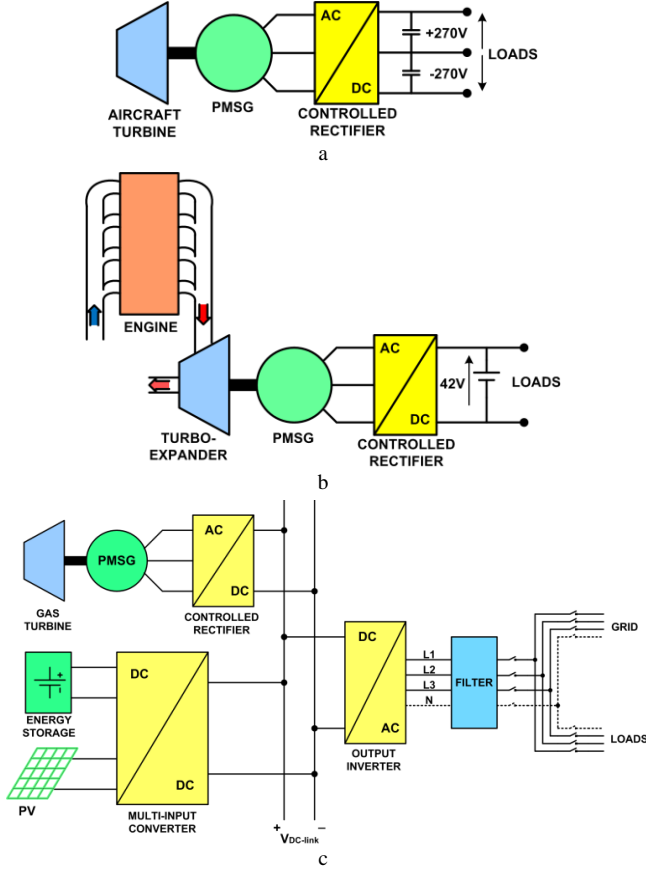 AC
+270V
LOADS
-270V
DC
AIRCRAFT
TURBINE
PMSG
CONTROLLED
RECTIFIER
a
ENGINE
AC
42V
LOADS
DC
TURBO-
EXPANDER
PMSG
CONTROLLED
RECTIFIER
b
PMSG
AC
DC
GAS
TURBINE
CONTROLLED
RECTIFIER
GRID
DC
L1
L2
L3
N
FILTER
AC
LOADS
OUTPUT
INVERTER
+
DC
ENERGY
STORAGE
DC
PV
MULTI-INPUT
CONVERTER
+ –
VDC-link
c